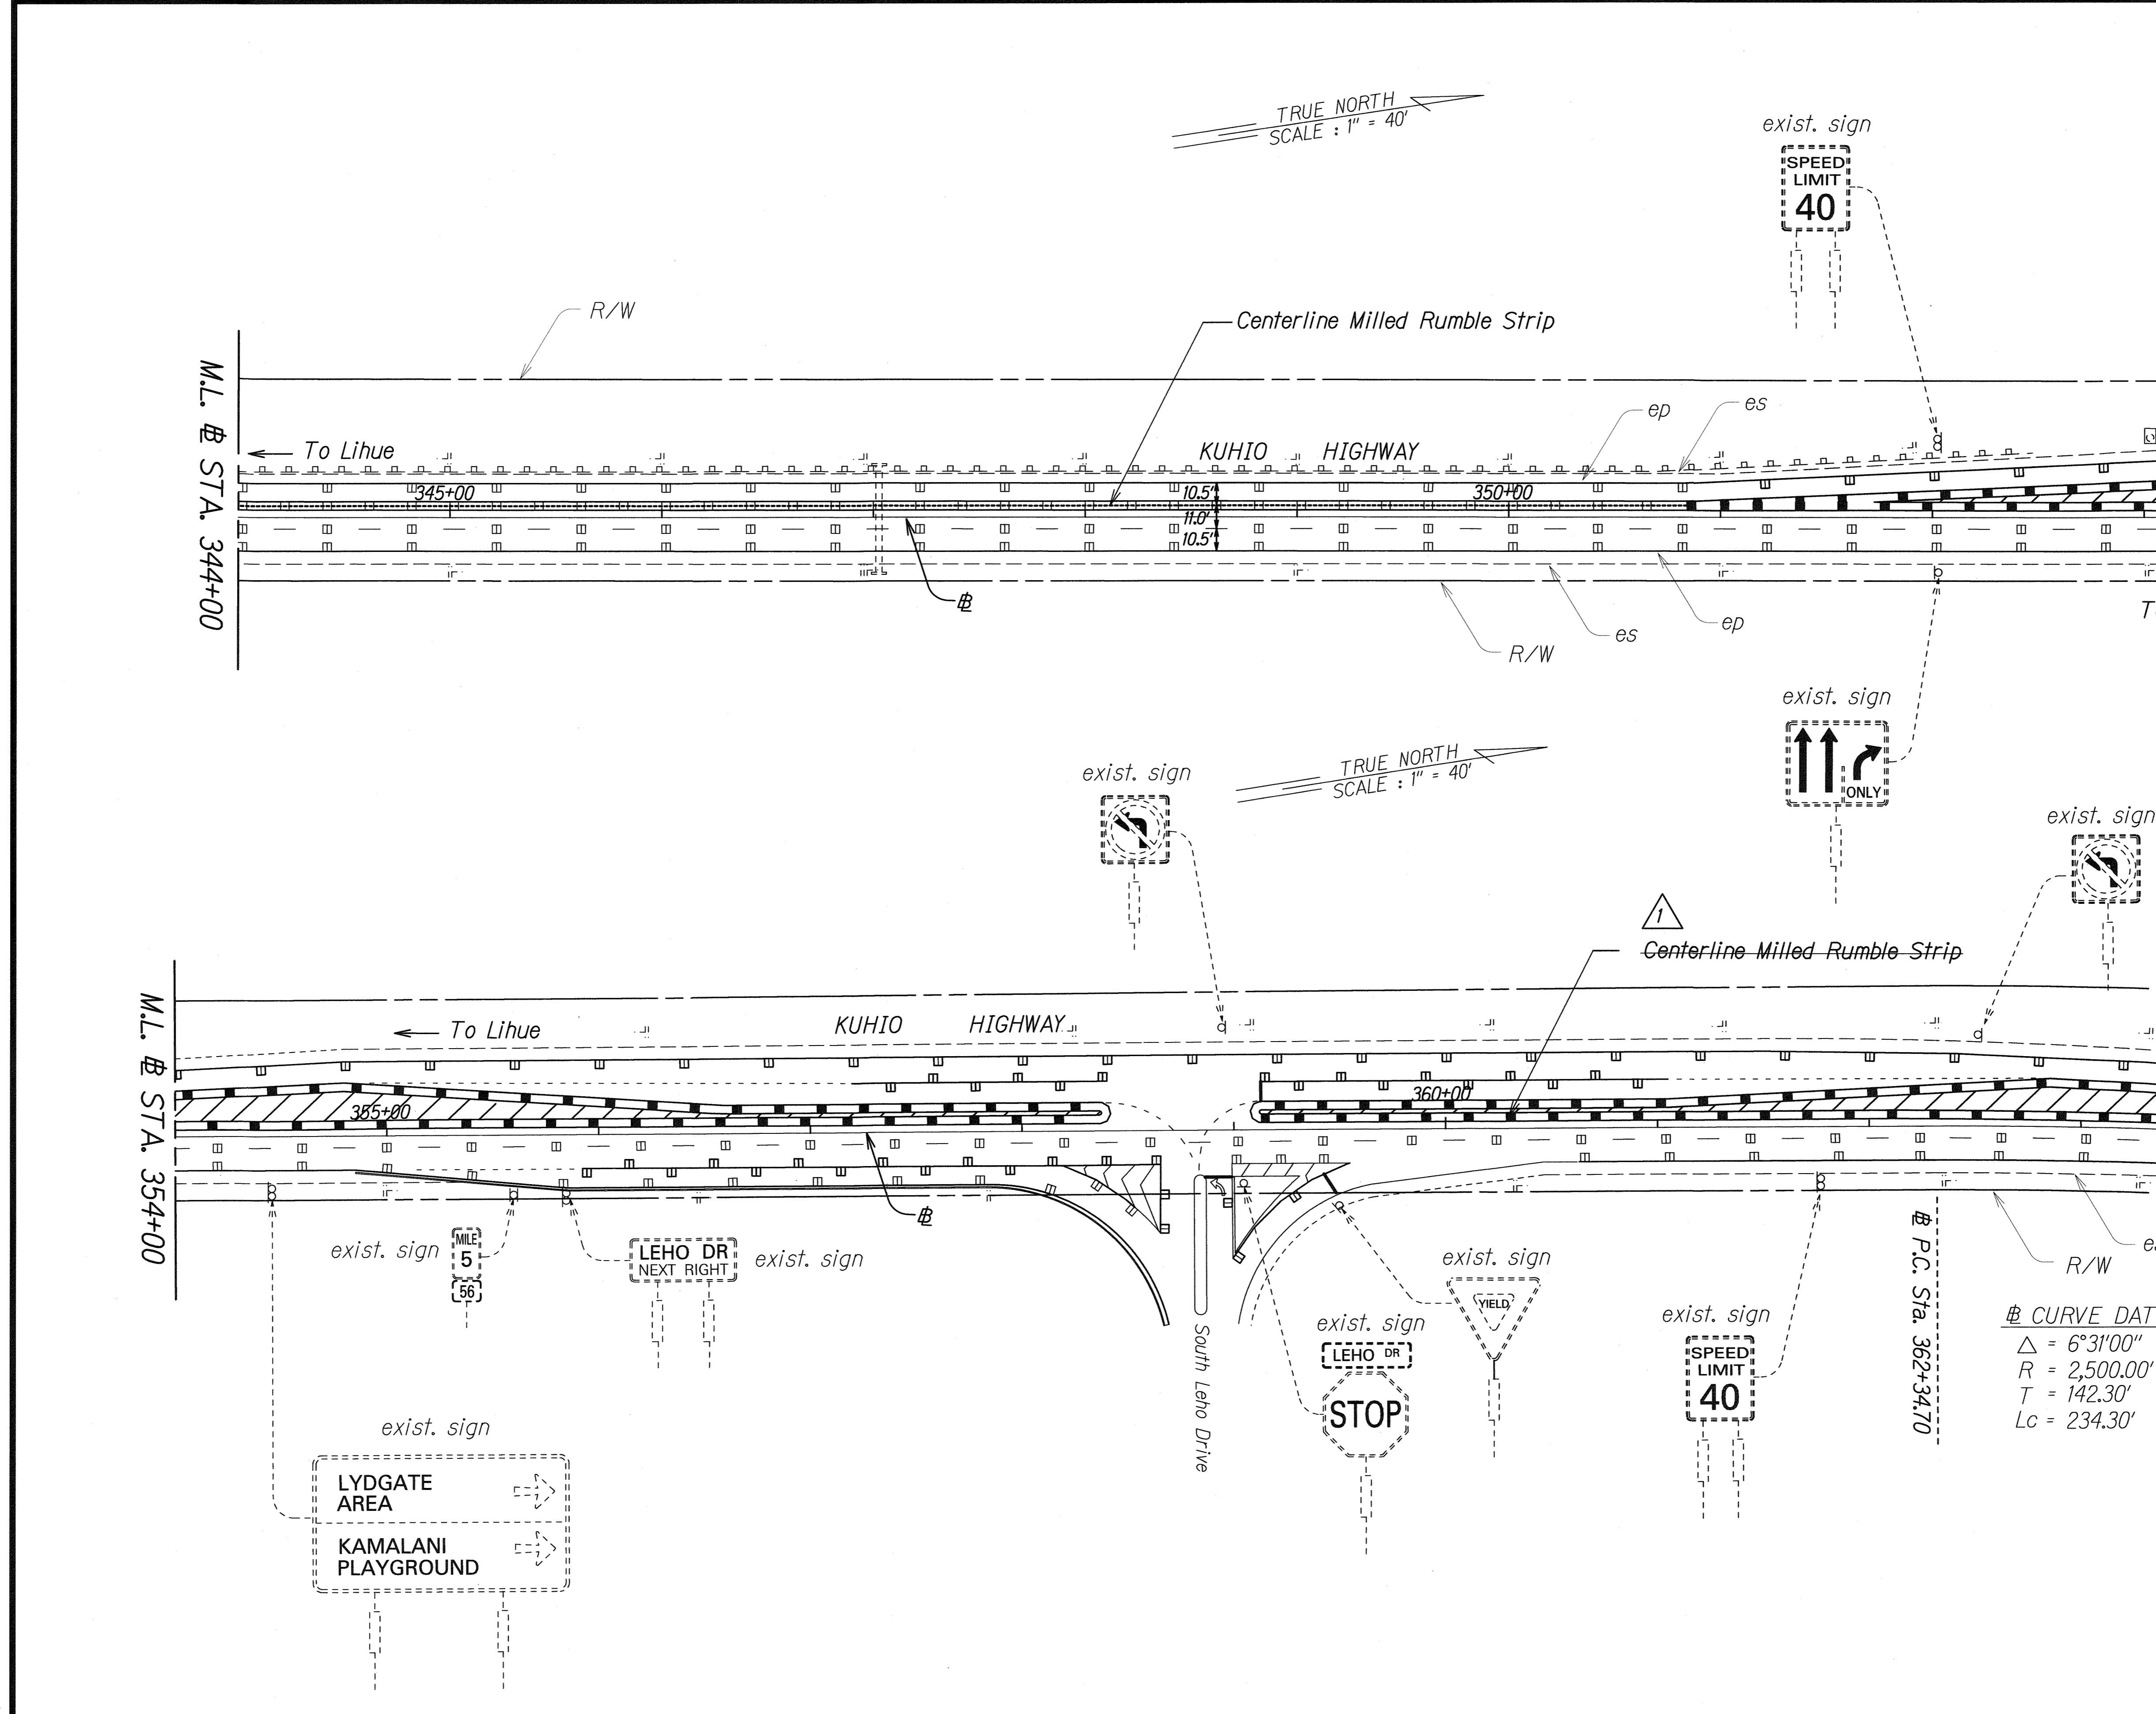 TRUE NORTH
SCALE : 1" = 40'
exist. sign
SPEED
LIMIT
40
R/W
Centerline Milled Rumble Strip
ep
es
M.L. ⅊ STA. 344+00
To Lihue
KUHIO HIGHWAY
345+00
10.5'
350+00
11.0'
10.5'
es
ep
R/W
exist. sign
ONLY
TRUE NORTH
SCALE : 1" = 40'
exist. sign
exist. sign
1
Centerline Milled Rumble Strip
M.L. ⅊ STA. 354+00
To Lihue
KUHIO HIGHWAY
355+00
360+00
exist. sign
MILE
5
56
LEHO DR
NEXT RIGHT
exist. sign
exist. sign
YIELD
exist. sign
LEHO DR
STOP
South Leho Drive
exist. sign
SPEED
LIMIT
40
P.C. Sta. 362+34.70
R/W
CURVE DAT
△ = 6°31'00"
R = 2,500.00'
T = 142.30'
Lc = 234.30'
exist. sign
LYDGATE
AREA
KAMALANI
PLAYGROUND